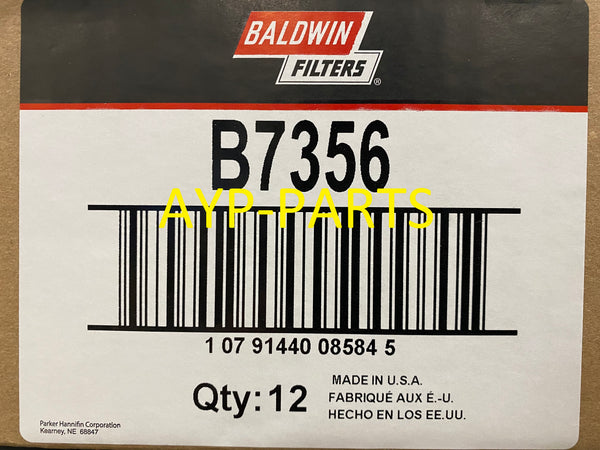 BALDWIN
FILTERS®
B7356
AYP-PARTS
1 07 91440 08584 5
Qty: 12
MADE IN U.S.A.
FABRIQUÉ AUX É.-U.
HECHO EN LOS EE.UU.
Parker Hannifin Corporation
Kearney, NE 68847